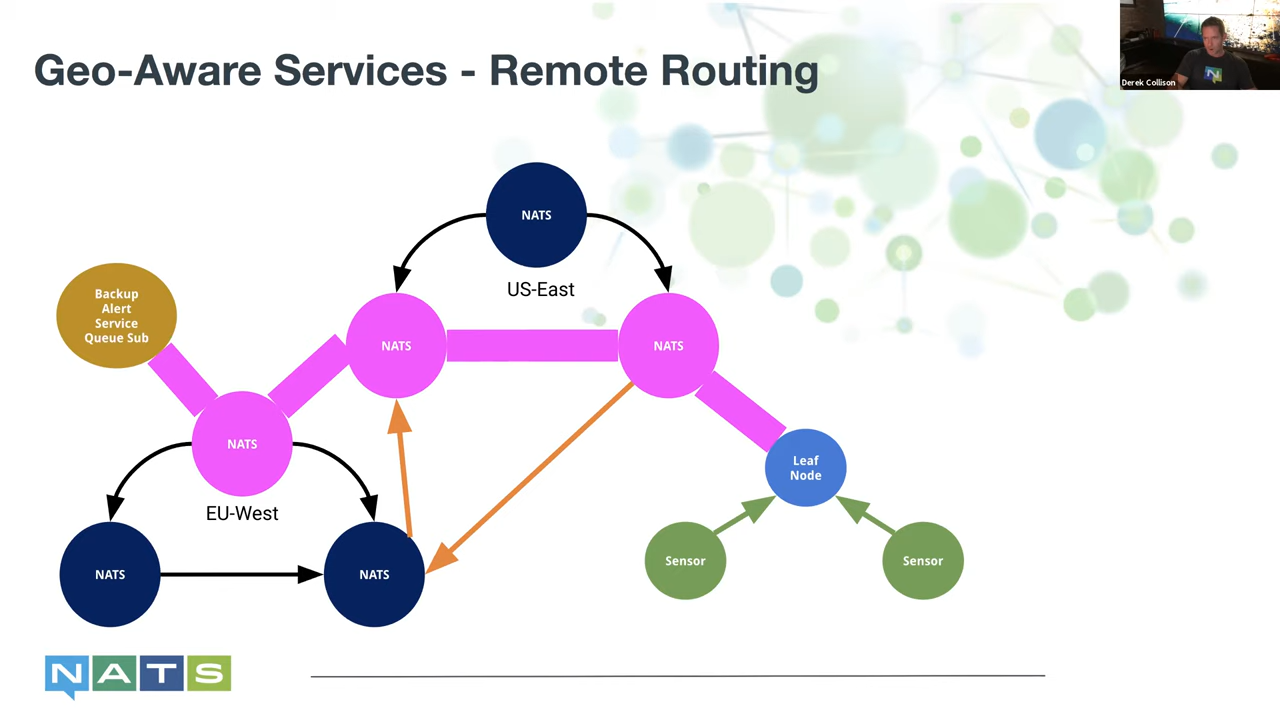 Geo-Aware Services - Remote Routing
Derek Collison
NATS
US-East
Backup
Alert
Service
Queue Sub
NATS
NATS
NATS
EU-West
Leaf
Node
Sensor
Sensor
NATS
NATS
NATS